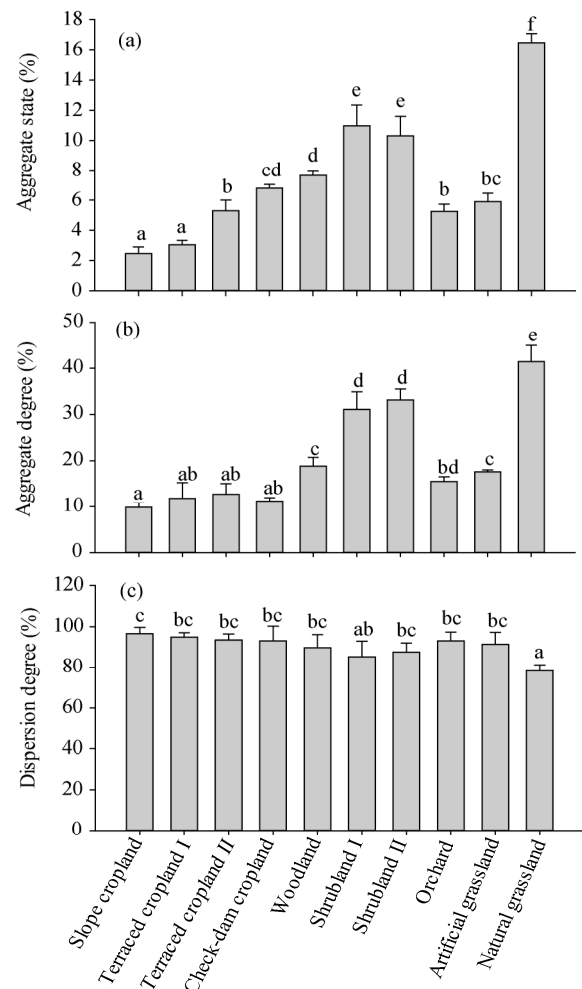 (a)
Aggregate state (%)
18
16
14
12
10
8
6
4
2
0
a
a
b
cd
d
e
e
b
bc
f
(b)
Aggregate degree (%)
50
40
30
20
10
0
a
ab
ab
ab
c
d
d
bd
c
e
(c)
Dispersion degree (%)
120
100
80
60
40
20
0
c
bc
bc
bc
bc
ab
bc
bc
bc
a
Slope cropland
Terraced cropland I
Terraced cropland II
Check-dam cropland
Woodland
Shrubland I
Shrubland II
Orchard
Artificial grassland
Natural grassland